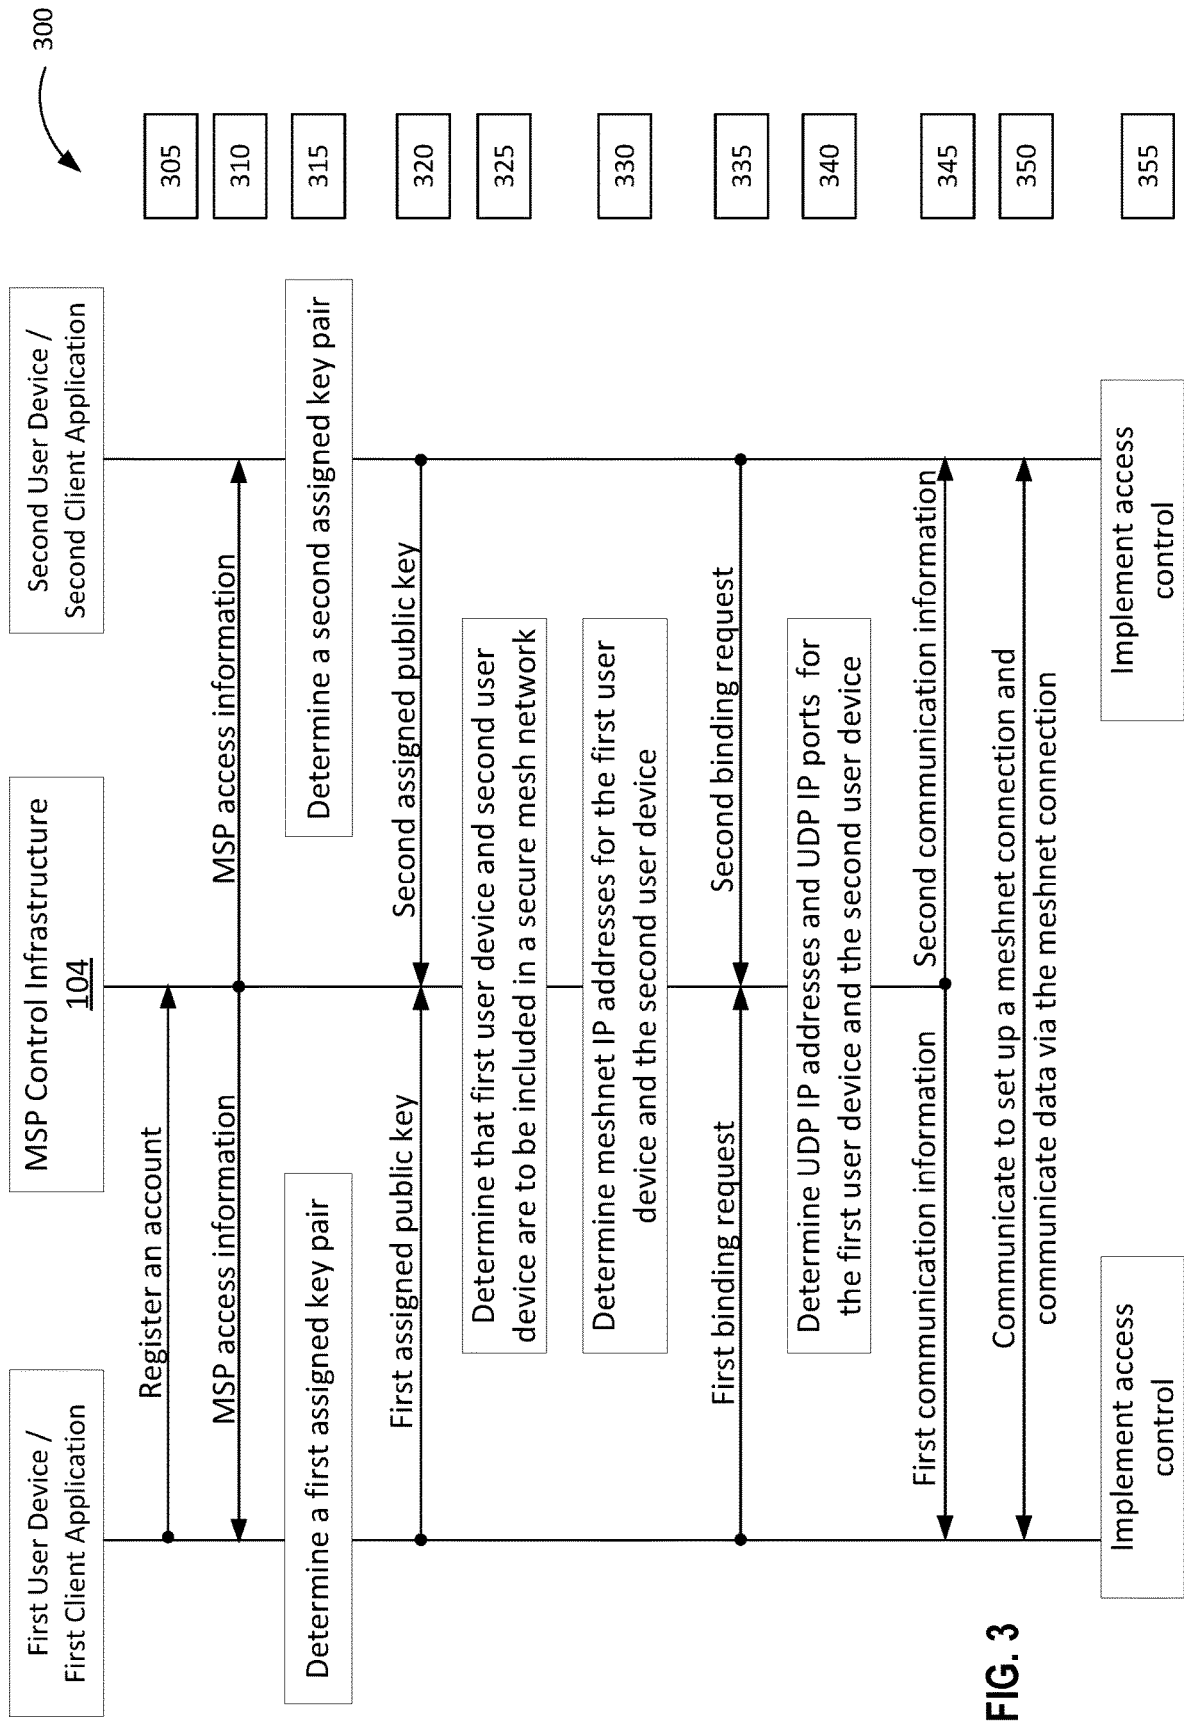 300
First User Device /
First Client Application
MSP Control Infrastructure
104
Second User Device /
Second Client Application
Register an account
305
MSP access information
MSP access information
310
Determine a first assigned key pair
Determine a second assigned key pair
315
First assigned public key
Second assigned public key
320
Determine that first user device and second user
device are to be included in a secure mesh network
325
Determine meshnet IP addresses for the first user
device and the second user device
330
First binding request
Second binding request
335
Determine UDP IP addresses and UDP IP ports for
the first user device and the second user device
340
First communication information
Second communication information
345
Communicate to set up a meshnet connection and
communicate data via the meshnet connection
350
Implement access
control
Implement access
control
355
FIG. 3